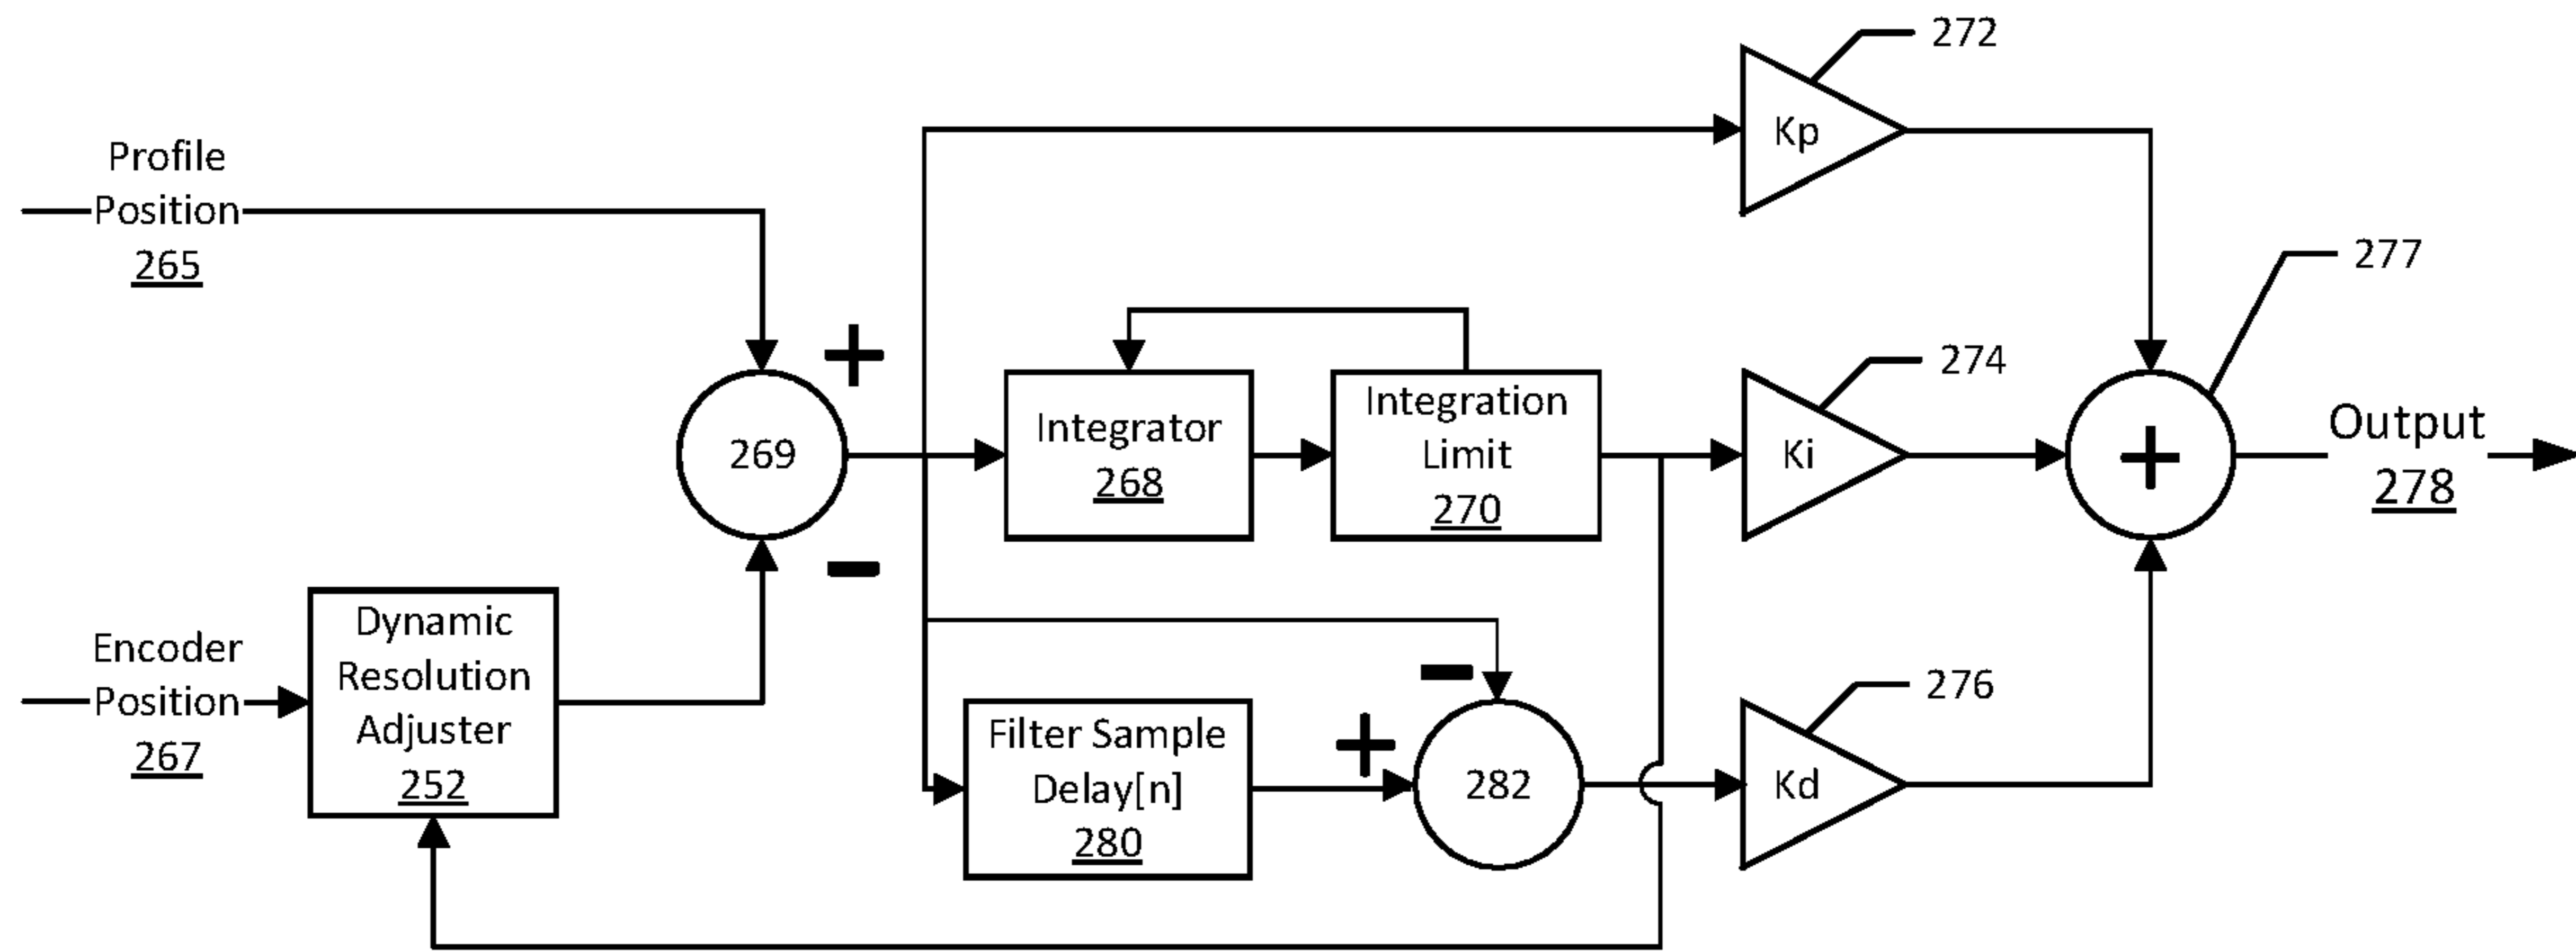 272
Kp
Profile
Position
265
277
274
+
Integrator
268
Integration
Limit
270
Ki
269
+
Output
278
−
Encoder
Position
267
Dynamic
Resolution
Adjuster
252
276
−
Filter Sample
Delay[n]
280
+
282
Kd